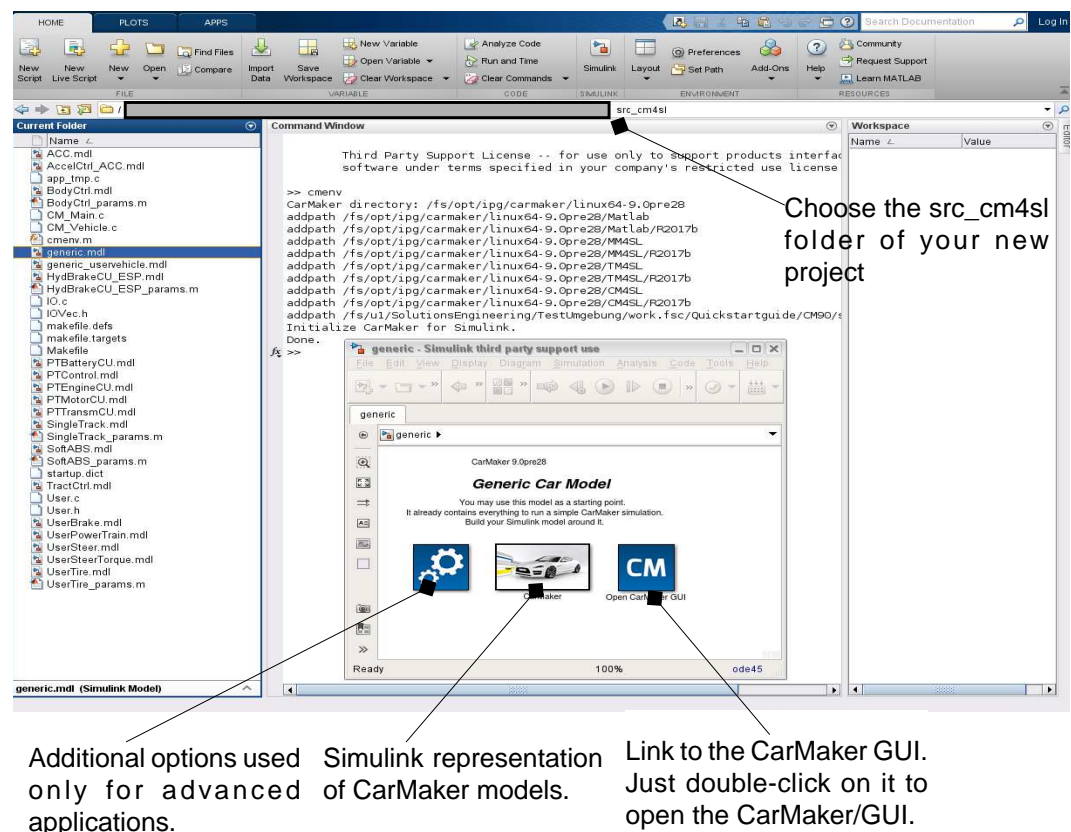 HOME PLOTS APPS
Search Documentation Log In
New Script
New Live Script
New
Open
Find Files
Compare
Import Data
Save Workspace
New Variable
Open Variable
Clear Workspace
Analyze Code
Run and Time
Clear Commands
Simulink
Layout
Preferences
Set Path
Add-Ons
Help
Community
Request Support
Learn MATLAB
FILE VARIABLE CODE SIMULINK ENVIRONMENT RESOURCES
/ src_cm4sl
Current Folder
Name
ACC.mdl
AccelCtrl_ACC.mdl
app_tmp.c
BodyCtrl.mdl
BodyCtrl_params.m
CM_Main.c
CM_Vehicle.c
cmenv.m
generic.mdl
generic_uservehicle.mdl
HydBrakeCU_ESP.mdl
HydBrakeCU_ESP_params.m
IO.c
IOVec.h
makefile.defs
makefile.targets
Makefile
PTBatteryCU.mdl
PTControl.mdl
PTEngineCU.mdl
PTMotorCU.mdl
PTTransmCU.mdl
SingleTrack.mdl
SingleTrack_params.m
SoftABS.mdl
SoftABS_params.m
startup.dict
TractCtrl.mdl
User.c
User.h
UserBrake.mdl
UserPowerTrain.mdl
UserSteer.mdl
UserSteerTorque.mdl
UserTire.mdl
UserTire_params.m
generic.mdl (Simulink Model)
Command Window
Third Party Support License -- for use only to support products interfac
software under terms specified in your company's restricted use license
>> cmenv
CarMaker directory: /fs/opt/ipg/carmaker/linux64-9.0pre28
addpath /fs/opt/ipg/carmaker/linux64-9.0pre28/Matlab
addpath /fs/opt/ipg/carmaker/linux64-9.0pre28/Matlab/R2017b
addpath /fs/opt/ipg/carmaker/linux64-9.0pre28/MM4SL
addpath /fs/opt/ipg/carmaker/linux64-9.0pre28/MM4SL/R2017b
addpath /fs/opt/ipg/carmaker/linux64-9.0pre28/TM4SL
addpath /fs/opt/ipg/carmaker/linux64-9.0pre28/TM4SL/R2017b
addpath /fs/opt/ipg/carmaker/linux64-9.0pre28/CM4SL
addpath /fs/opt/ipg/carmaker/linux64-9.0pre28/CM4SL/R2017b
addpath /fs/u1/SolutionsEngineering/TestUmgebung/work.fsc/Quickstartguide/CM90/s
Initialize CarMaker for Simulink.
Done.
fx >>
Workspace
Name Value
Editor
Choose the src_cm4sl
folder of your new
project
generic - Simulink third party support use
File Edit View Display Diagram Simulation Analysis Code Tools Help
generic
generic
CarMaker 9.0pre28
Generic Car Model
You may use this model as a starting point.
It already contains everything to run a simple CarMaker simulation.
Build your Simulink model around it.
CM
CarMaker
Open CarMaker GUI
Ready 100% ode45
Additional options used
only for advanced
applications.
Simulink representation
of CarMaker models.
Link to the CarMaker GUI.
Just double-click on it to
open the CarMaker/GUI.